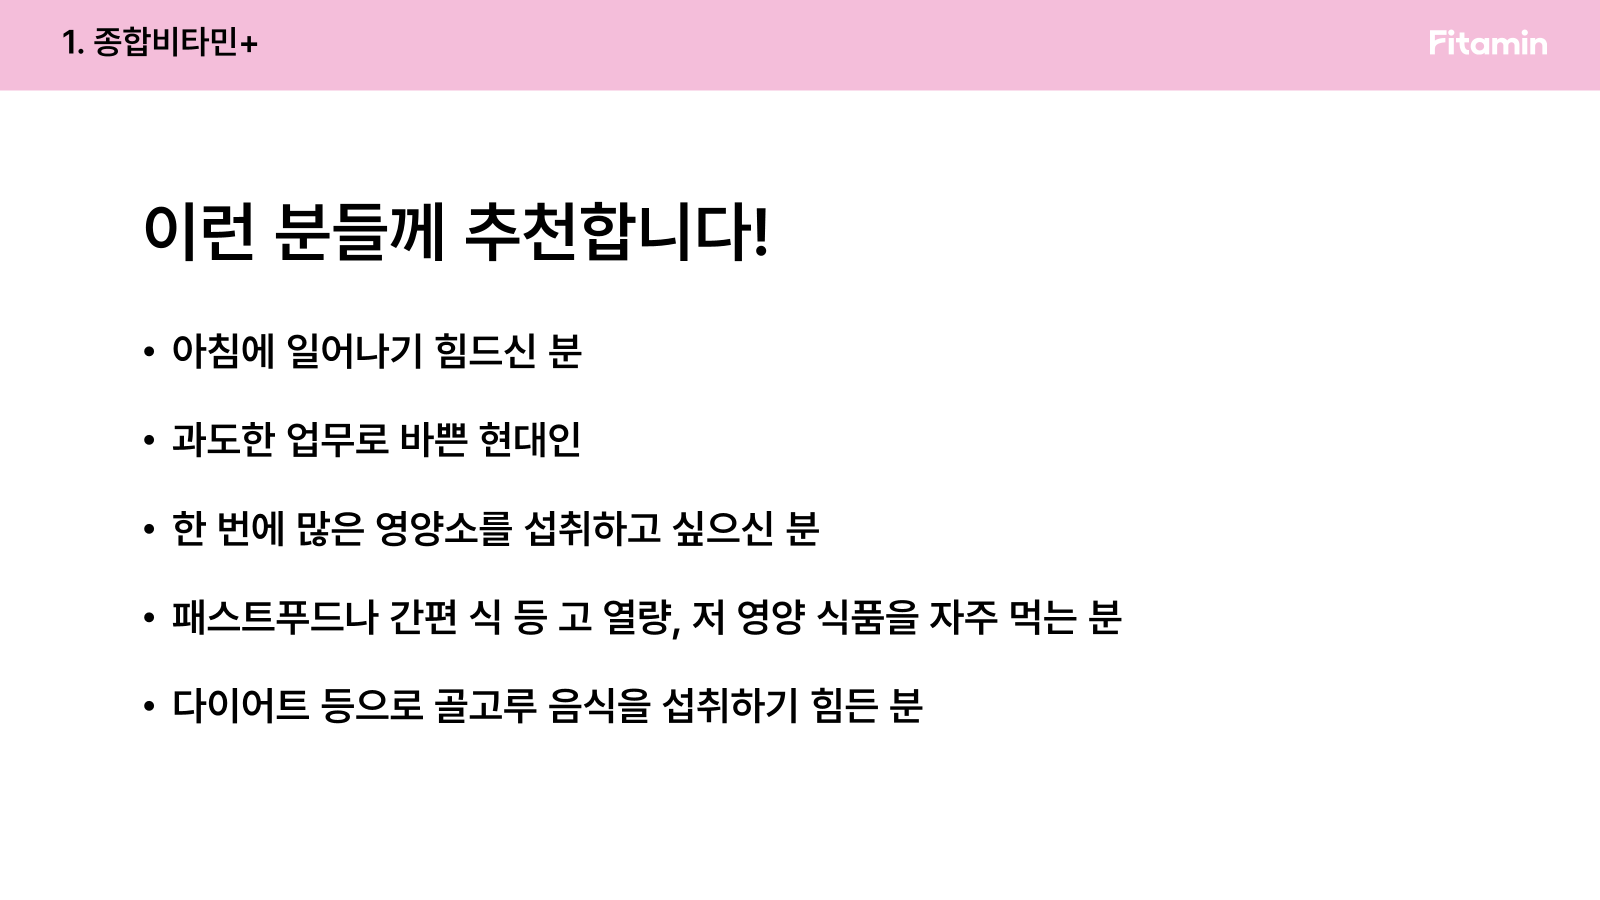 1. 종합비타민+
Fitamin
이런 분들께 추천합니다!
• 아침에 일어나기 힘드신 분
• 과도한 업무로 바쁜 현대인
• 한 번에 많은 영양소를 섭취하고 싶으신 분
• 패스트푸드나 간편 식 등 고 열량, 저 영양 식품을 자주 먹는 분
• 다이어트 등으로 골고루 음식을 섭취하기 힘든 분